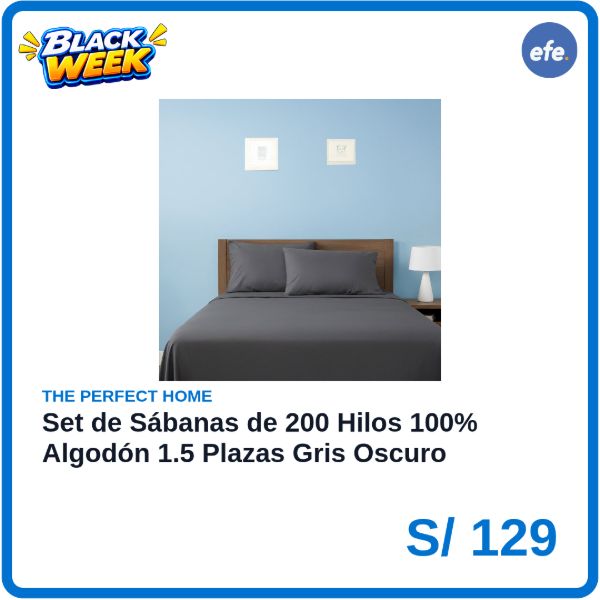 BLACK
WEEK
efe.
THE PERFECT HOME
Set de Sábanas de 200 Hilos 100%
Algodón 1.5 Plazas Gris Oscuro
S/ 129